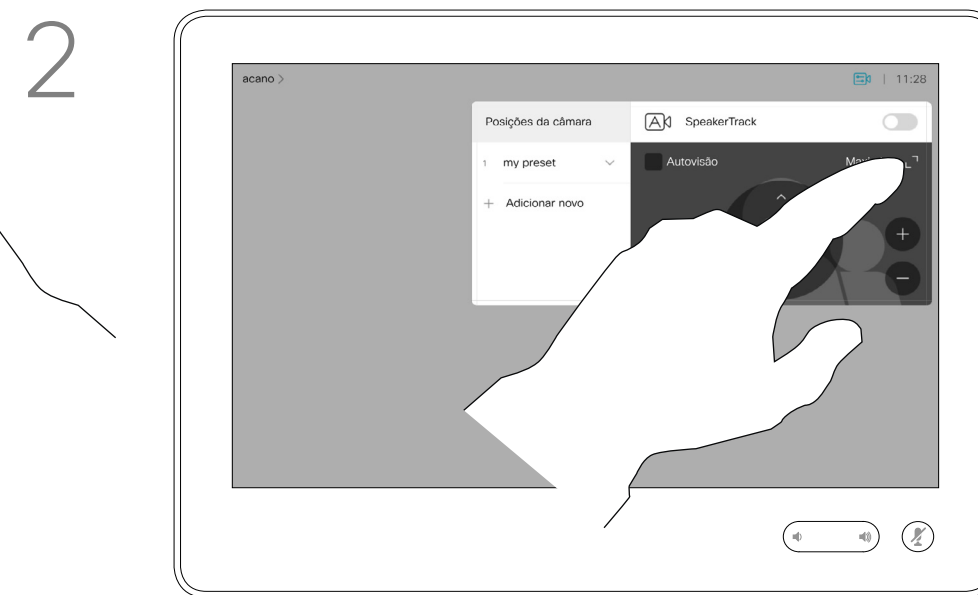 2
acano >
11:28
Posições da câmara
SpeakerTrack
1 my preset
Autovisão
+ Adicionar novo